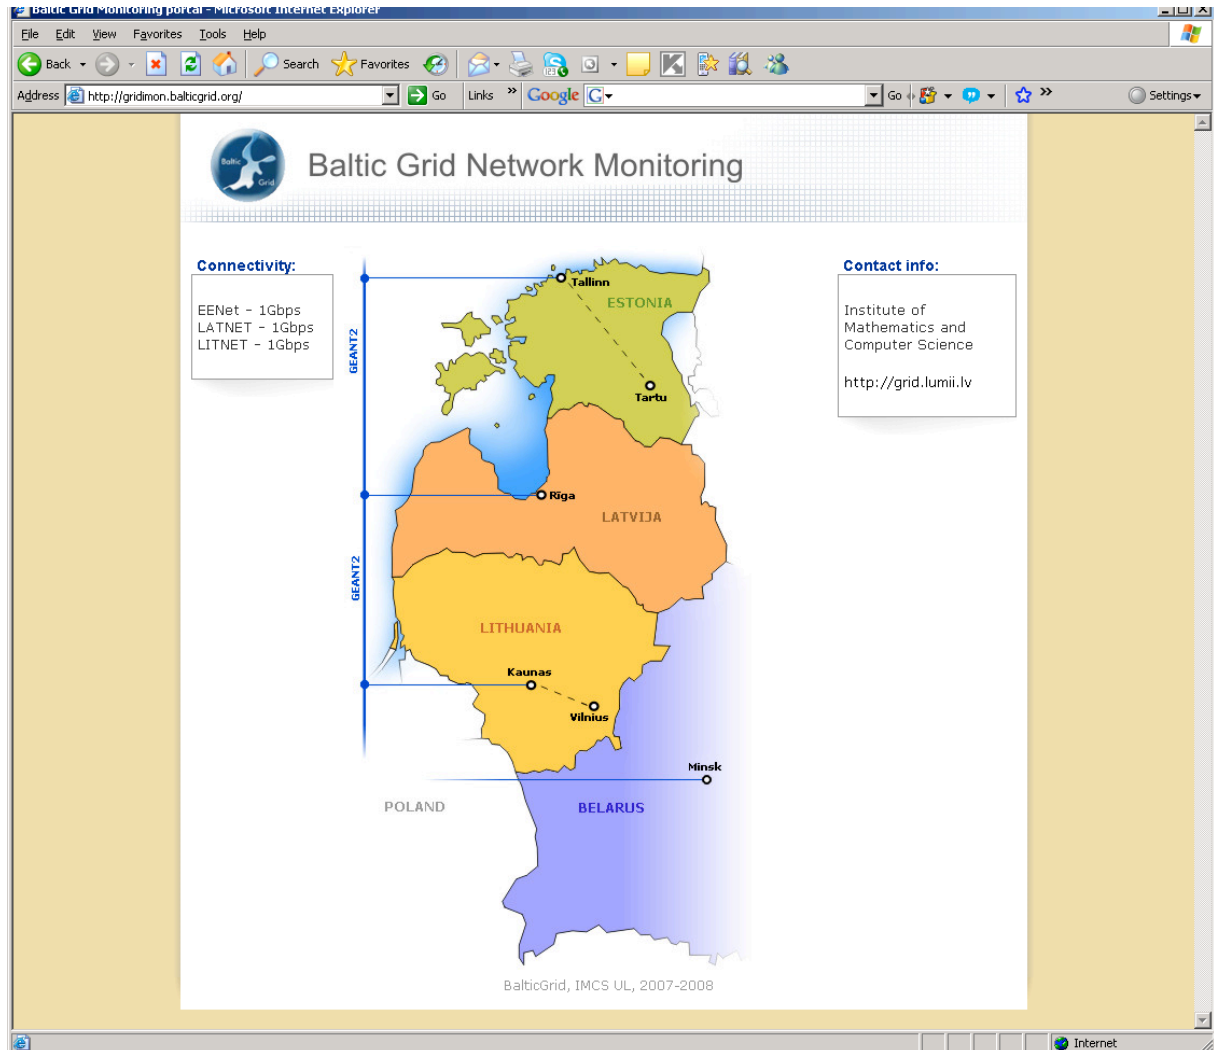 Baltic Grid Monitoring portal - Microsoft Internet Explorer
File Edit View Favorites Tools Help
Back Search Favorites
Address http://gridimon.balticgrid.org/ Go Links » Google G Go » Settings
Baltic
Grid
Baltic Grid Network Monitoring
Connectivity:
EENet - 1Gbps
LATNET - 1Gbps
LITNET - 1Gbps
Contact info:
Institute of
Mathematics and
Computer Science
http://grid.lumii.lv
Tallinn
ESTONIA
GEANT2
Tartu
Rīga
LATVIJA
GEANT2
LITHUANIA
Kaunas
Vilnius
Minsk
POLAND
BELARUS
BalticGrid, IMCS UL, 2007-2008
Internet